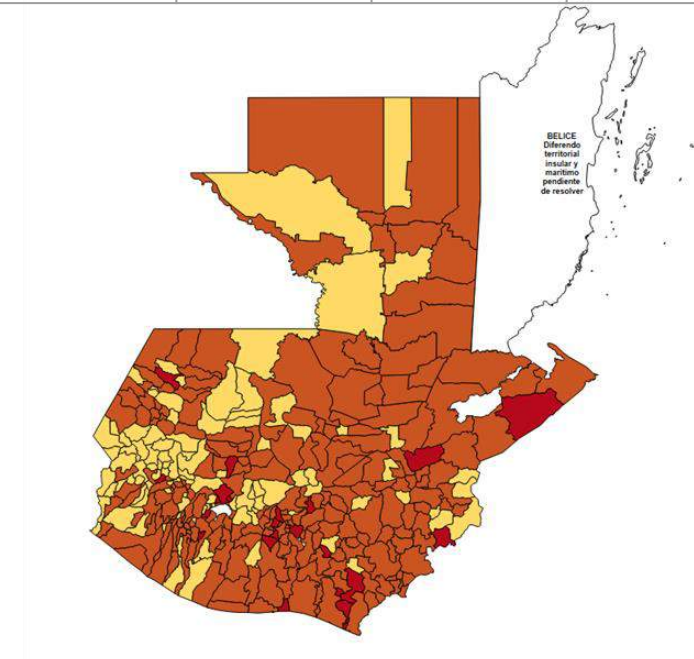 BELICE
Diferendo
territorial
insular y
marítimo
pendiente
de resolver